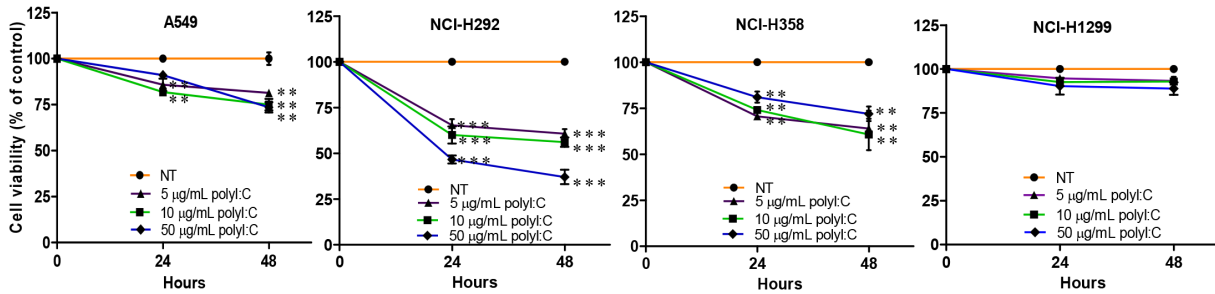 A549
Cell viability (% of control)
125
100
75
50
25
0
**
**
**
**
**
NT
5 μg/mL polyI:C
10 μg/mL polyI:C
50 μg/mL polyI:C
0 24 48
Hours
NCI-H292
125
100
75
50
25
0
***
***
***
***
***
***
NT
5 μg/mL polyI:C
10 μg/mL polyI:C
50 μg/mL polyI:C
0 24 48
Hours
NCI-H358
125
100
75
50
25
0
**
**
**
**
**
**
NT
5 μg/mL polyI:C
10 μg/mL polyI:C
50 μg/mL polyI:C
0 24 48
Hours
NCI-H1299
125
100
75
50
25
0
NT
5 μg/mL polyI:C
10 μg/mL polyI:C
50 μg/mL polyI:C
0 24 48
Hours